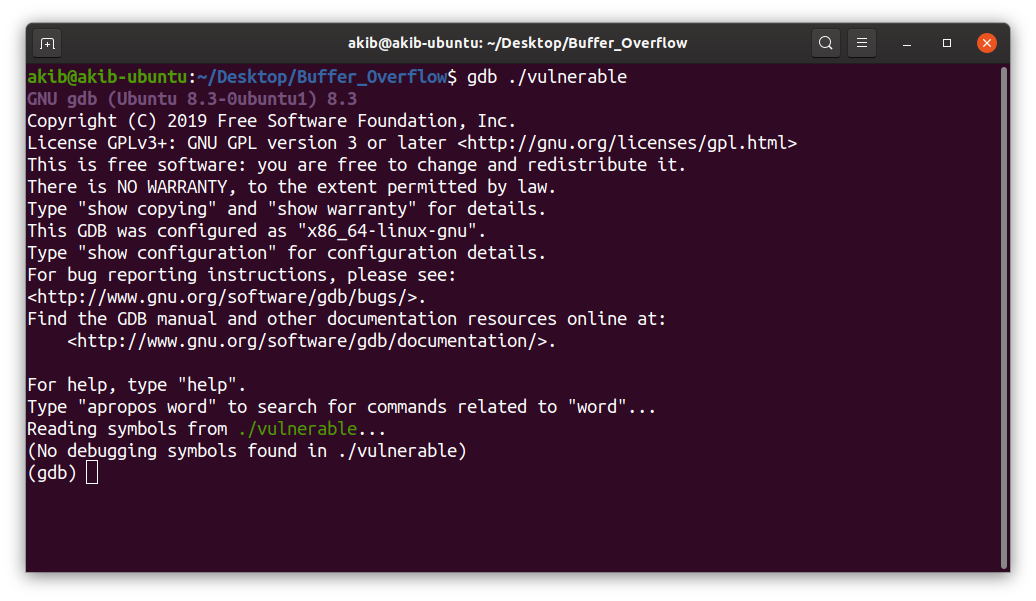 akib@akib-ubuntu: ~/Desktop/Buffer_Overflow
akib@akib-ubuntu:~/Desktop/Buffer_Overflow$ gdb ./vulnerable
GNU gdb (Ubuntu 8.3-0ubuntu1) 8.3
Copyright (C) 2019 Free Software Foundation, Inc.
License GPLv3+: GNU GPL version 3 or later <http://gnu.org/licenses/gpl.html>
This is free software: you are free to change and redistribute it.
There is NO WARRANTY, to the extent permitted by law.
Type "show copying" and "show warranty" for details.
This GDB was configured as "x86_64-linux-gnu".
Type "show configuration" for configuration details.
For bug reporting instructions, please see:
<http://www.gnu.org/software/gdb/bugs/>.
Find the GDB manual and other documentation resources online at:
    <http://www.gnu.org/software/gdb/documentation/>.

For help, type "help".
Type "apropos word" to search for commands related to "word"...
Reading symbols from ./vulnerable...
(No debugging symbols found in ./vulnerable)
(gdb)